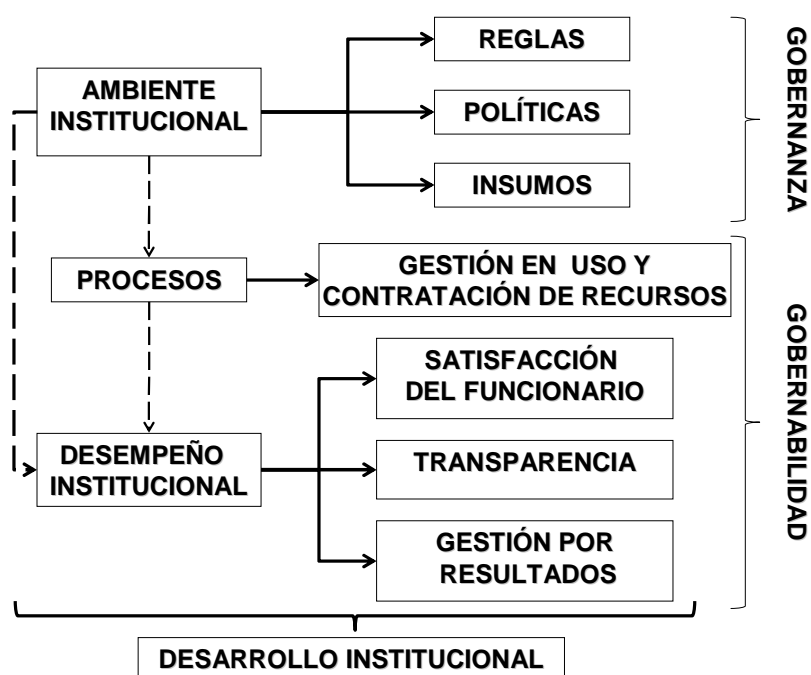 REGLAS
AMBIENTE
INSTITUCIONAL
POLÍTICAS
INSUMOS
GOBERNANZA
PROCESOS
GESTIÓN EN USO Y
CONTRATACIÓN DE RECURSOS
SATISFACCIÓN
DEL FUNCIONARIO
DESEMPEÑO
INSTITUCIONAL
TRANSPARENCIA
GESTIÓN POR
RESULTADOS
GOBERNABILIDAD
DESARROLLO INSTITUCIONAL